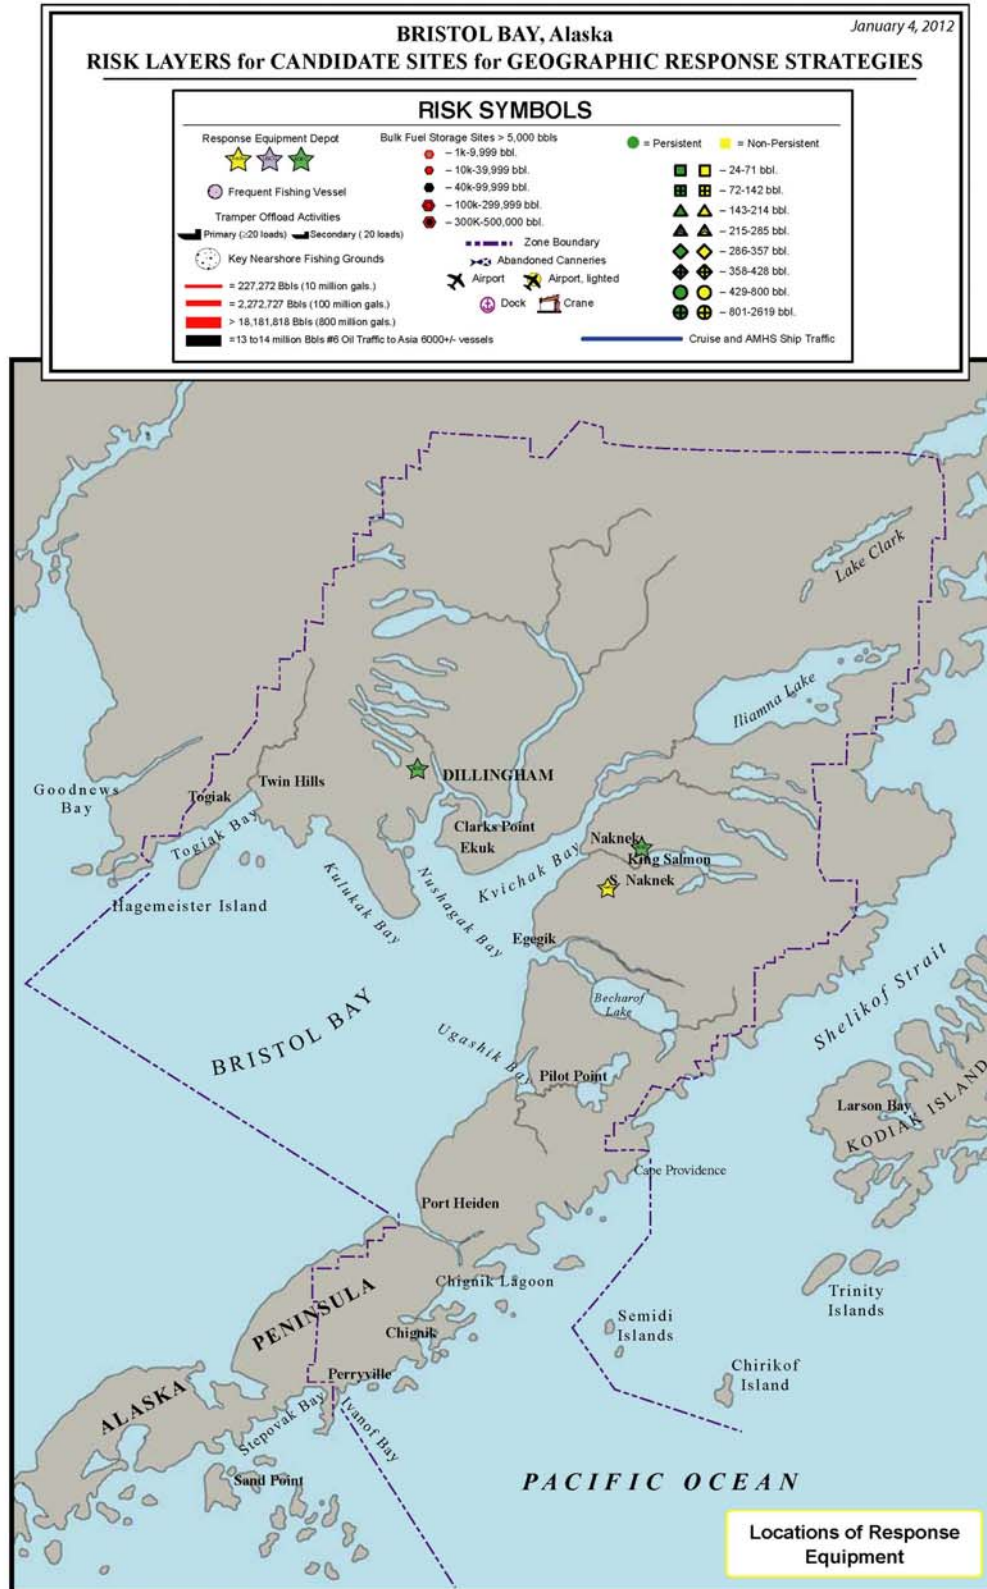 January 4, 2012
BRISTOL BAY, Alaska
RISK LAYERS for CANDIDATE SITES for GEOGRAPHIC RESPONSE STRATEGIES
RISK SYMBOLS
Response Equipment Depot
Frequent Fishing Vessel
Tramper Offload Activities
Primary (≥20 loads)
Secondary ( 20 loads)
Key Nearshore Fishing Grounds
= 227,272 Bbls (10 million gals.)
= 2,272,727 Bbls (100 million gals.)
> 18,181,818 Bbls (800 million gals.)
=13 to14 million Bbls #6 Oil Traffic to Asia 6000+/- vessels
Bulk Fuel Storage Sites > 5,000 bbls
– 1k-9,999 bbl.
– 10k-39,999 bbl.
– 40k-99,999 bbl.
– 100k-299,999 bbl.
– 300K-500,000 bbl.
Zone Boundary
Abandoned Canneries
Airport
Airport, lighted
Dock
Crane
= Persistent
= Non-Persistent
– 24-71 bbl.
– 72-142 bbl.
– 143-214 bbl.
– 215-285 bbl.
– 286-357 bbl.
– 358-428 bbl.
– 429-800 bbl.
– 801-2619 bbl.
Cruise and AMHS Ship Traffic
Lake Clark
Iliamna Lake
Goodnews
Bay
Togiak
Twin Hills
DILLINGHAM
Togiak Bay
Clarks Point
Ekuk
Naknek
King Salmon
S. Naknek
Hagemeister Island
Kulukak Bay
Nushagak Bay
Kvichak Bay
Egegik
Becharof
Lake
BRISTOL BAY
Ugashik Bay
Pilot Point
Shelikof Strait
Larson Bay
KODIAK ISLAND
Cape Providence
Port Heiden
Chignik Lagoon
Trinity
Islands
Semidi
Islands
PENINSULA
Chignik
Perryville
Chirikof
Island
ALASKA
Stepovak Bay
Ivanof Bay
Sand Point
PACIFIC OCEAN
Locations of Response
Equipment